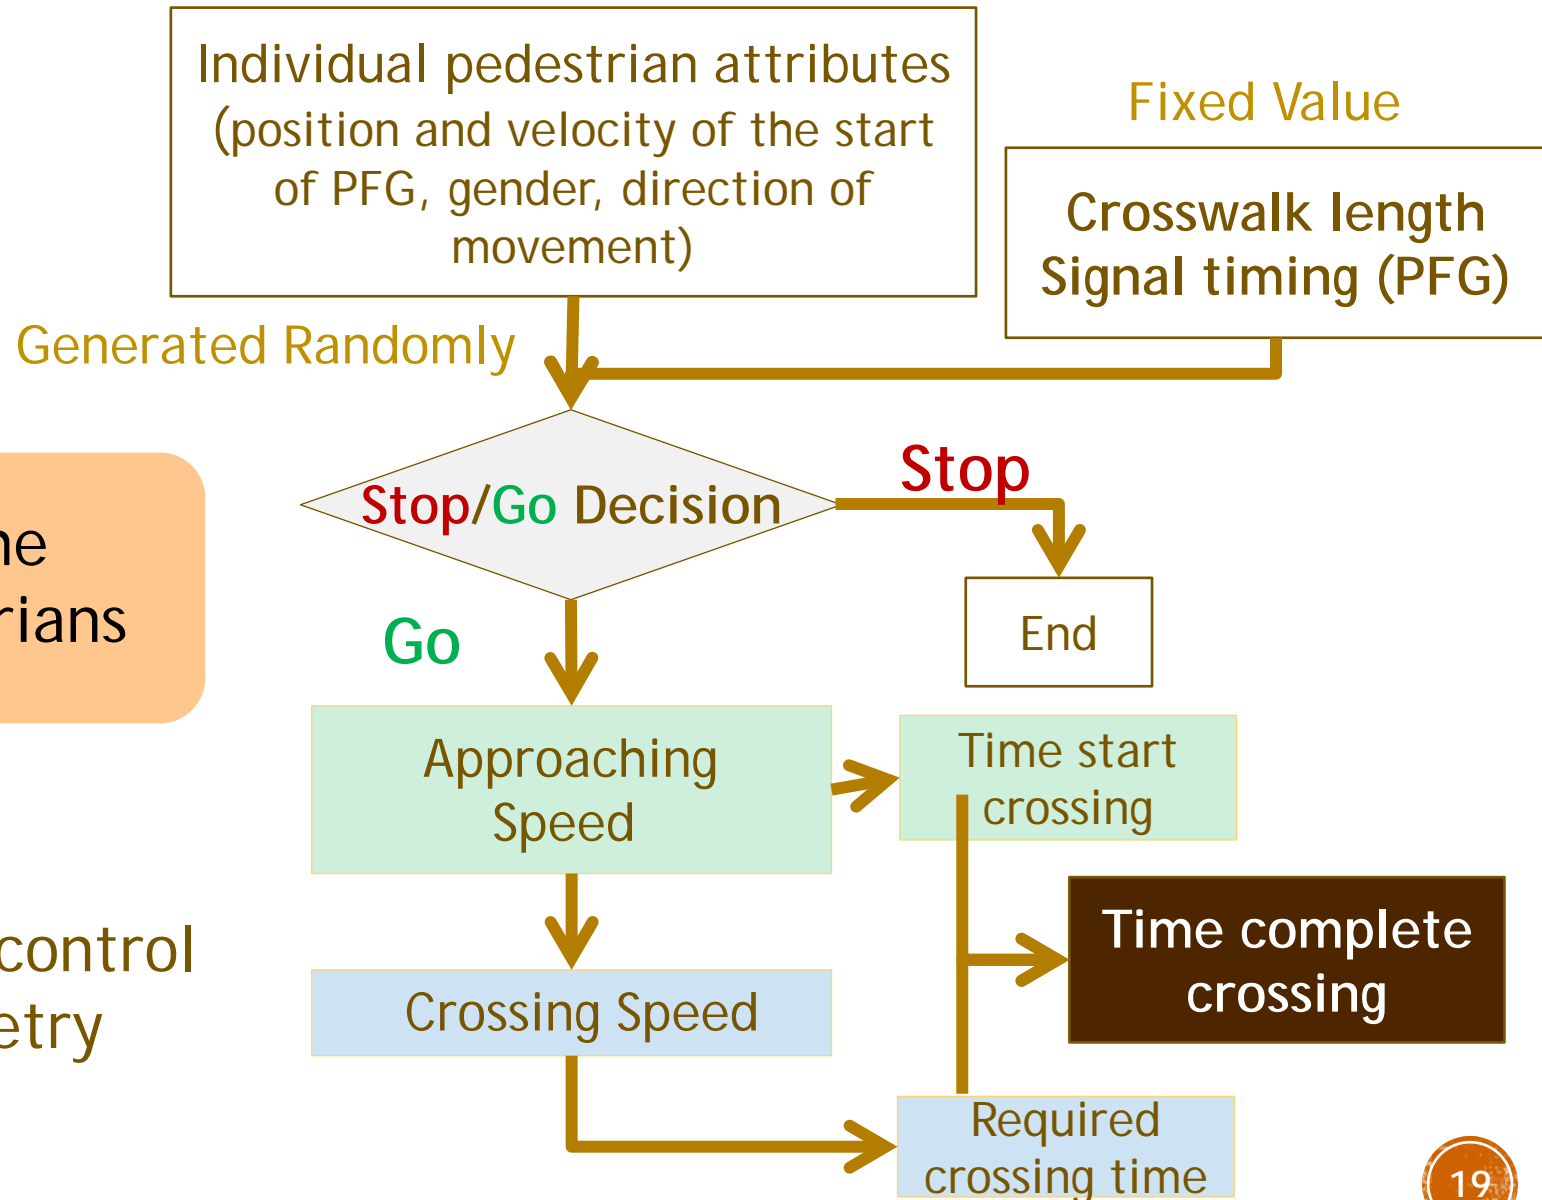 Individual pedestrian attributes
(position and velocity of the start
of PFG, gender, direction of
movement)
Fixed Value
Crosswalk length
Signal timing (PFG)
Generated Randomly
Stop/Go Decision
Stop
End
Go
rians
Approaching
Speed
Time start
crossing
Time complete
crossing
control
etry
Crossing Speed
Required
crossing time
19